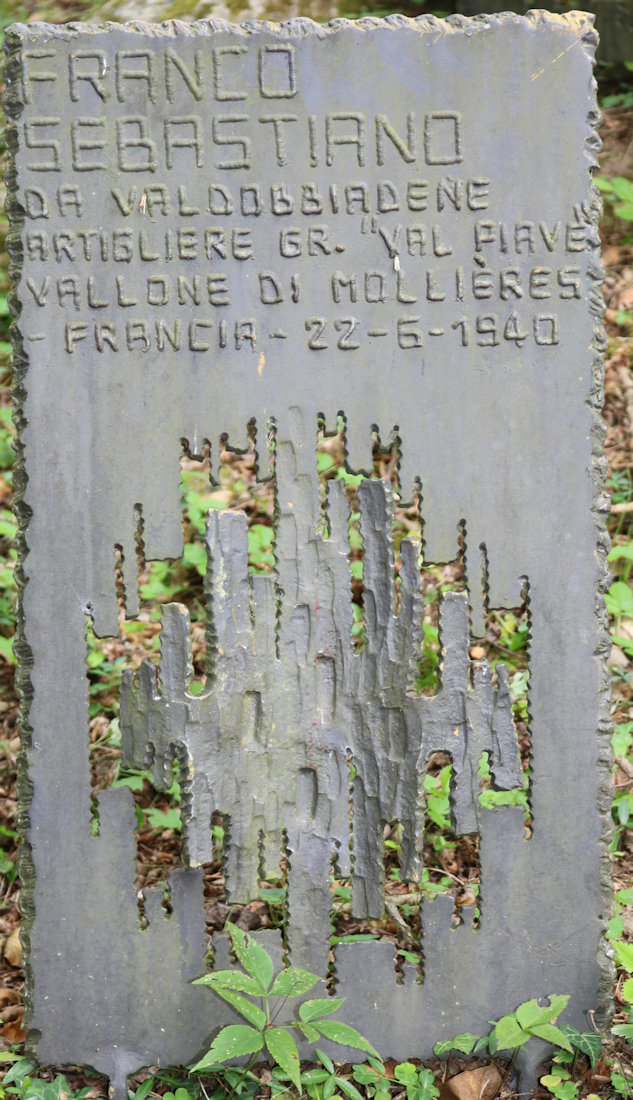 FRANCO
SEBASTIANO
DA VALDOBBIADENE
ARTIGLIERE GR. "VAL PIAVE"
VALLONE DI MOLLIÈRES
- FRANCIA - 22-6-1940